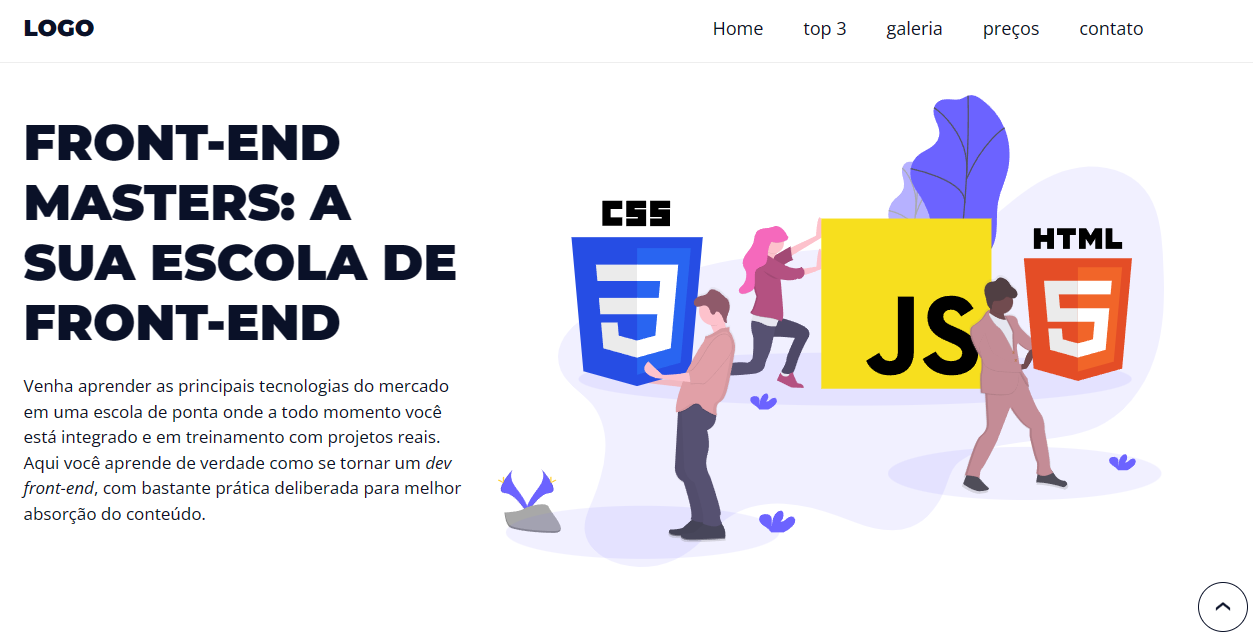 LOGO
Home top 3 galeria preços contato
FRONT-END
MASTERS: A
SUA ESCOLA DE
FRONT-END
Venha aprender as principais tecnologias do mercado
em uma escola de ponta onde a todo momento você
está integrado e em treinamento com projetos reais.
Aqui você aprende de verdade como se tornar um dev
front-end, com bastante prática deliberada para melhor
absorção do conteúdo.
CSS
3
JS
HTML
5